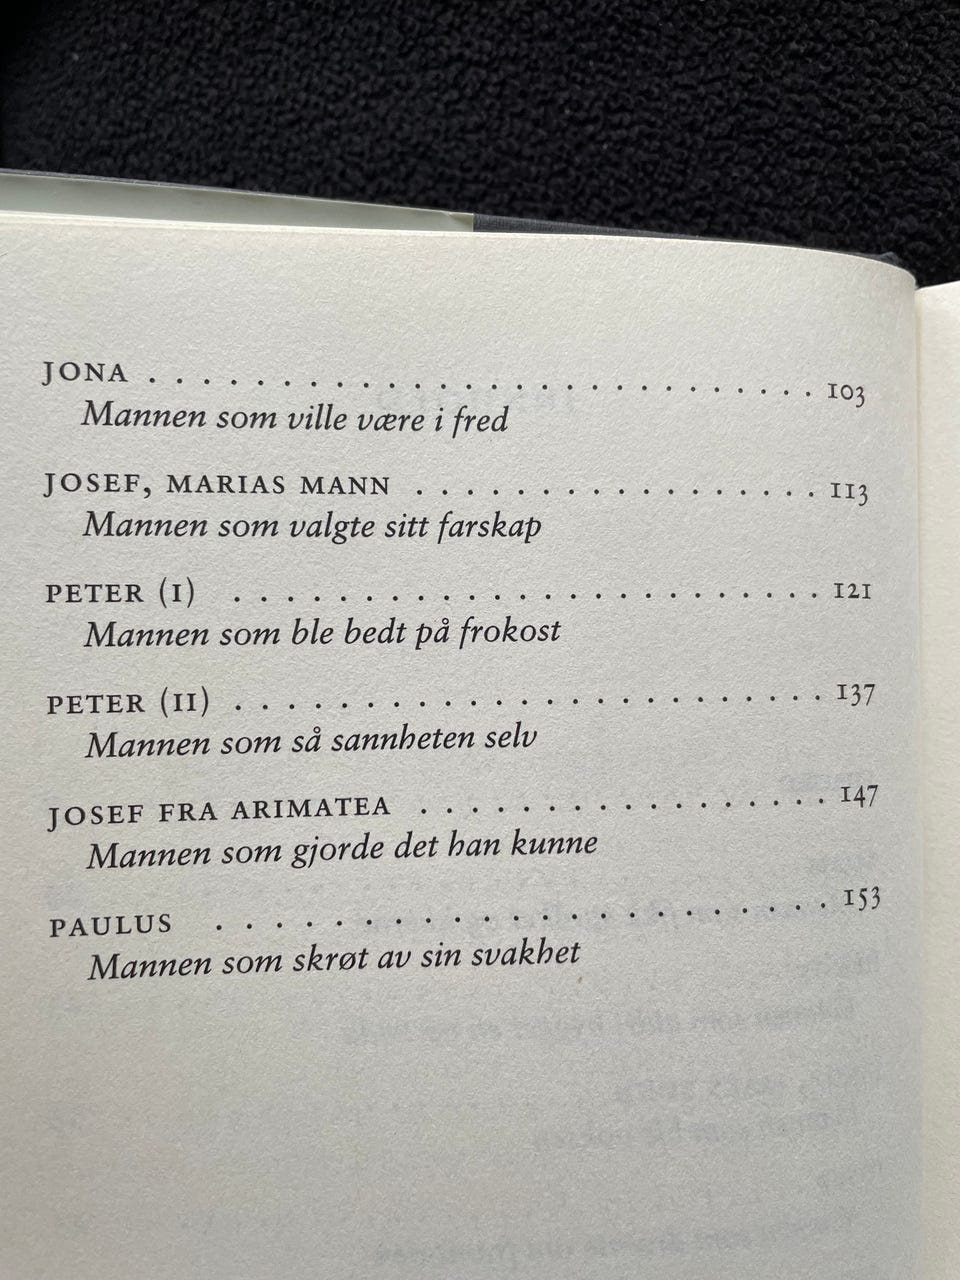 JONA . . . . . . . . . . . . . . . . . . . . . . . . . . 103
Mannen som ville være i fred
JOSEF, MARIAS MANN . . . . . . . . . . . . . . . . 113
Mannen som valgte sitt farskap
PETER (I) . . . . . . . . . . . . . . . . . . . . . . . 121
Mannen som ble bedt på frokost
PETER (II) . . . . . . . . . . . . . . . . . . . . . . . 137
Mannen som så sannheten selv
JOSEF FRA ARIMATEA . . . . . . . . . . . . . . . . 147
Mannen som gjorde det han kunne
PAULUS . . . . . . . . . . . . . . . . . . . . . . . . 153
Mannen som skrøt av sin svakhet